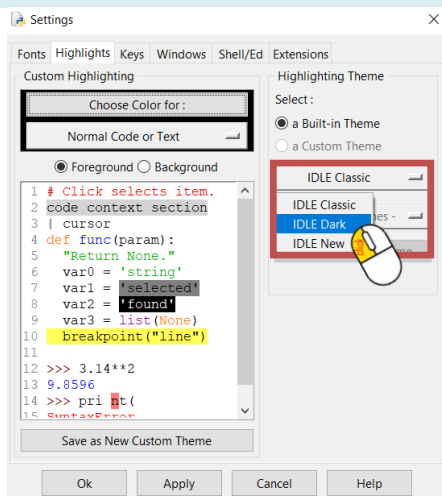 Settings
Fonts Highlights Keys Windows Shell/Ed Extensions
Custom Highlighting
Choose Color for :
Normal Code or Text
Foreground Background
1 # Click selects item.
2 code context section
3 | cursor
4 def func(param):
5 "Return None."
6 var0 = 'string'
7 var1 = 'selected'
8 var2 = 'found'
9 var3 = list(None)
10 breakpoint("line")
11
12 >>> 3.14**2
13 9.8596
14 >>> pri nt(
15 SyntaxError
Save as New Custom Theme
Highlighting Theme
Select :
a Built-in Theme
a Custom Theme
IDLE Classic
IDLE Classic
IDLE Dark
IDLE New
click
Ok Apply Cancel Help